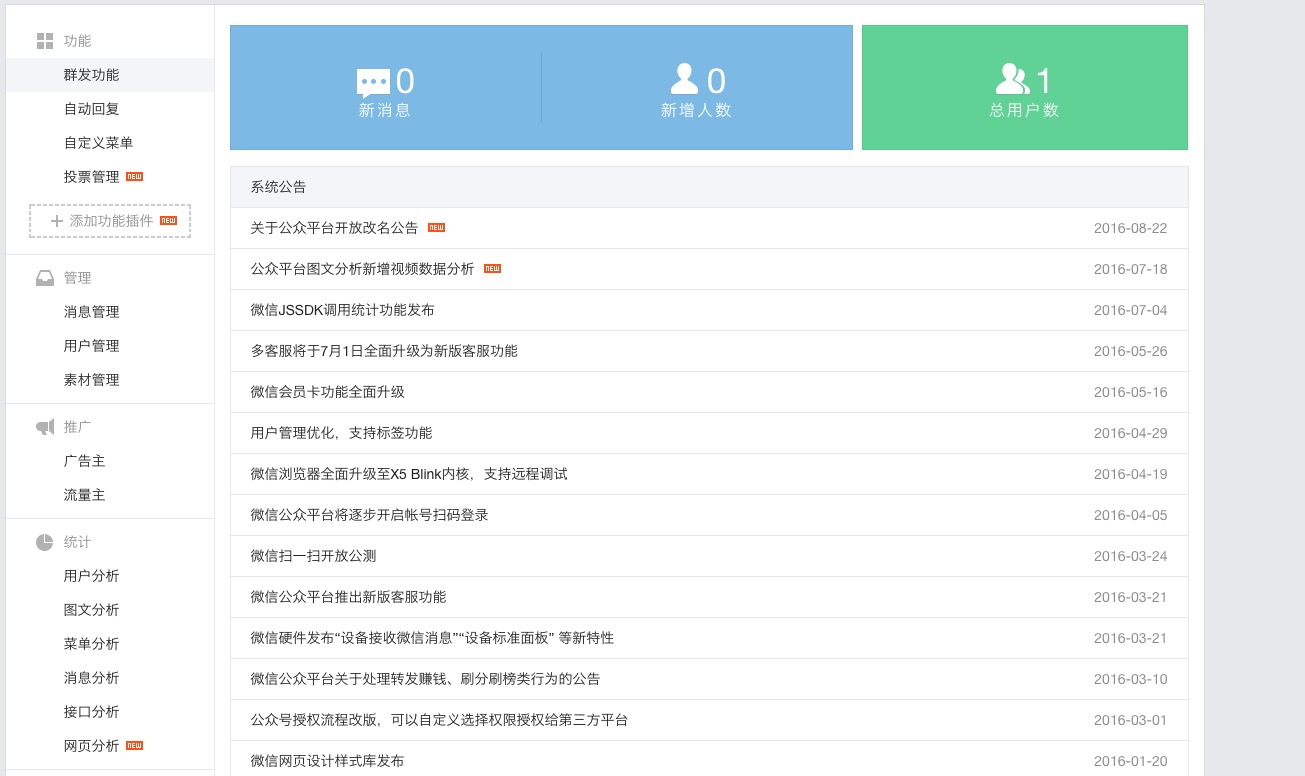 功能
群发功能
自动回复
自定义菜单
投票管理 NEW
添加功能插件 NEW
管理
消息管理
用户管理
素材管理
推广
广告主
流量主
统计
用户分析
图文分析
菜单分析
消息分析
接口分析
网页分析 NEW
0
新消息
0
新增人数
1
总用户数
系统公告
关于公众平台开放改名公告 NEW 2016-08-22
公众平台图文分析新增视频数据分析 NEW 2016-07-18
微信JSSDK调用统计功能发布 2016-07-04
多客服将于7月1日全面升级为新版客服功能 2016-05-26
微信会员卡功能全面升级 2016-05-16
用户管理优化，支持标签功能 2016-04-29
微信浏览器全面升级至X5 Blink内核，支持远程调试 2016-04-19
微信公众平台将逐步开启帐号扫码登录 2016-04-05
微信扫一扫开放公测 2016-03-24
微信公众平台推出新版客服功能 2016-03-21
微信硬件发布“设备接收微信消息”“设备标准面板” 等新特性 2016-03-21
微信公众平台关于处理转发赚钱、刷分刷榜类行为的公告 2016-03-10
公众号授权流程改版，可以自定义选择权限授权给第三方平台 2016-03-01
微信网页设计样式库发布 2016-01-20